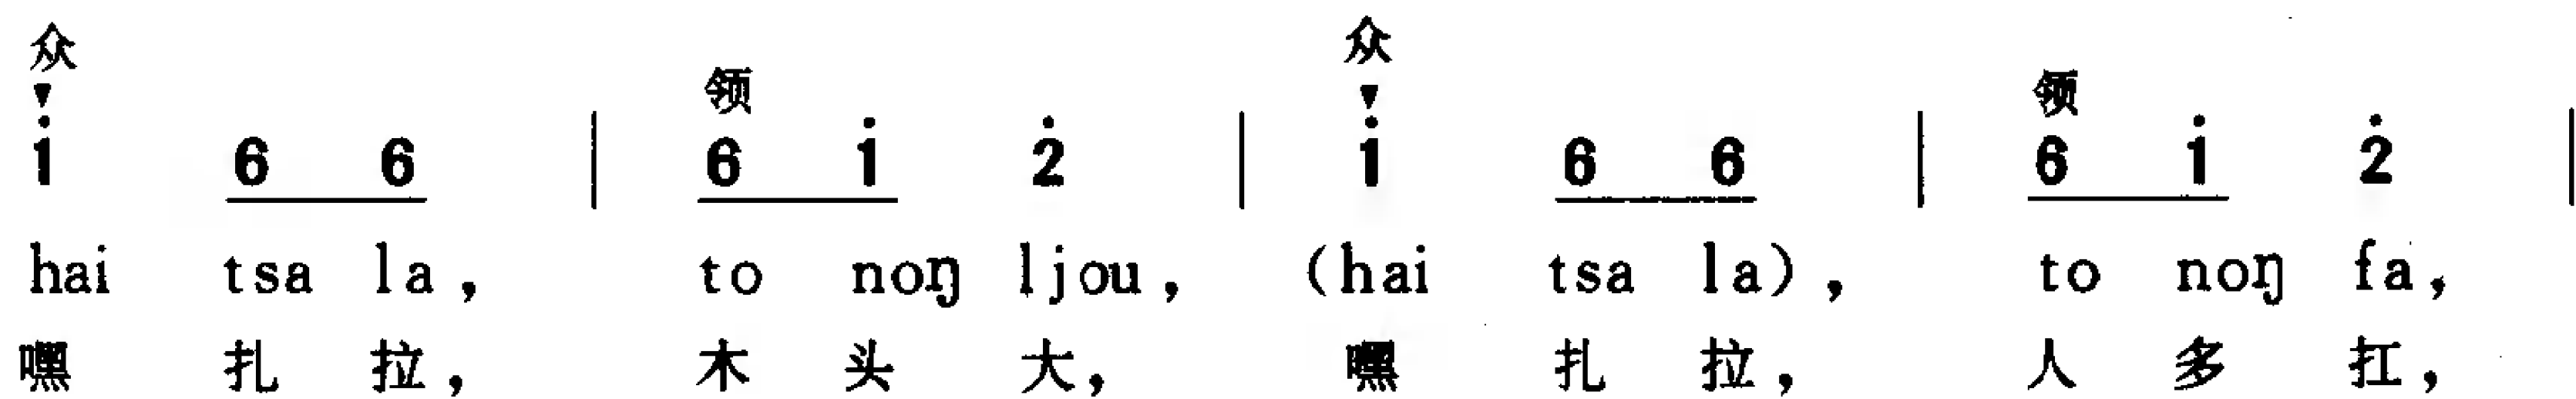 众 众
▼ 领 ▼ 领
i̇ 6 6 | 6 i̇ 2̇ | i̇ 6 6 | 6 i̇ 2̇ |
hai tsa la, to noŋ ljou, (hai tsa la), to noŋ fa,
嘿 扎 拉, 木 头 大, 嘿 扎 拉, 人 多 扛,